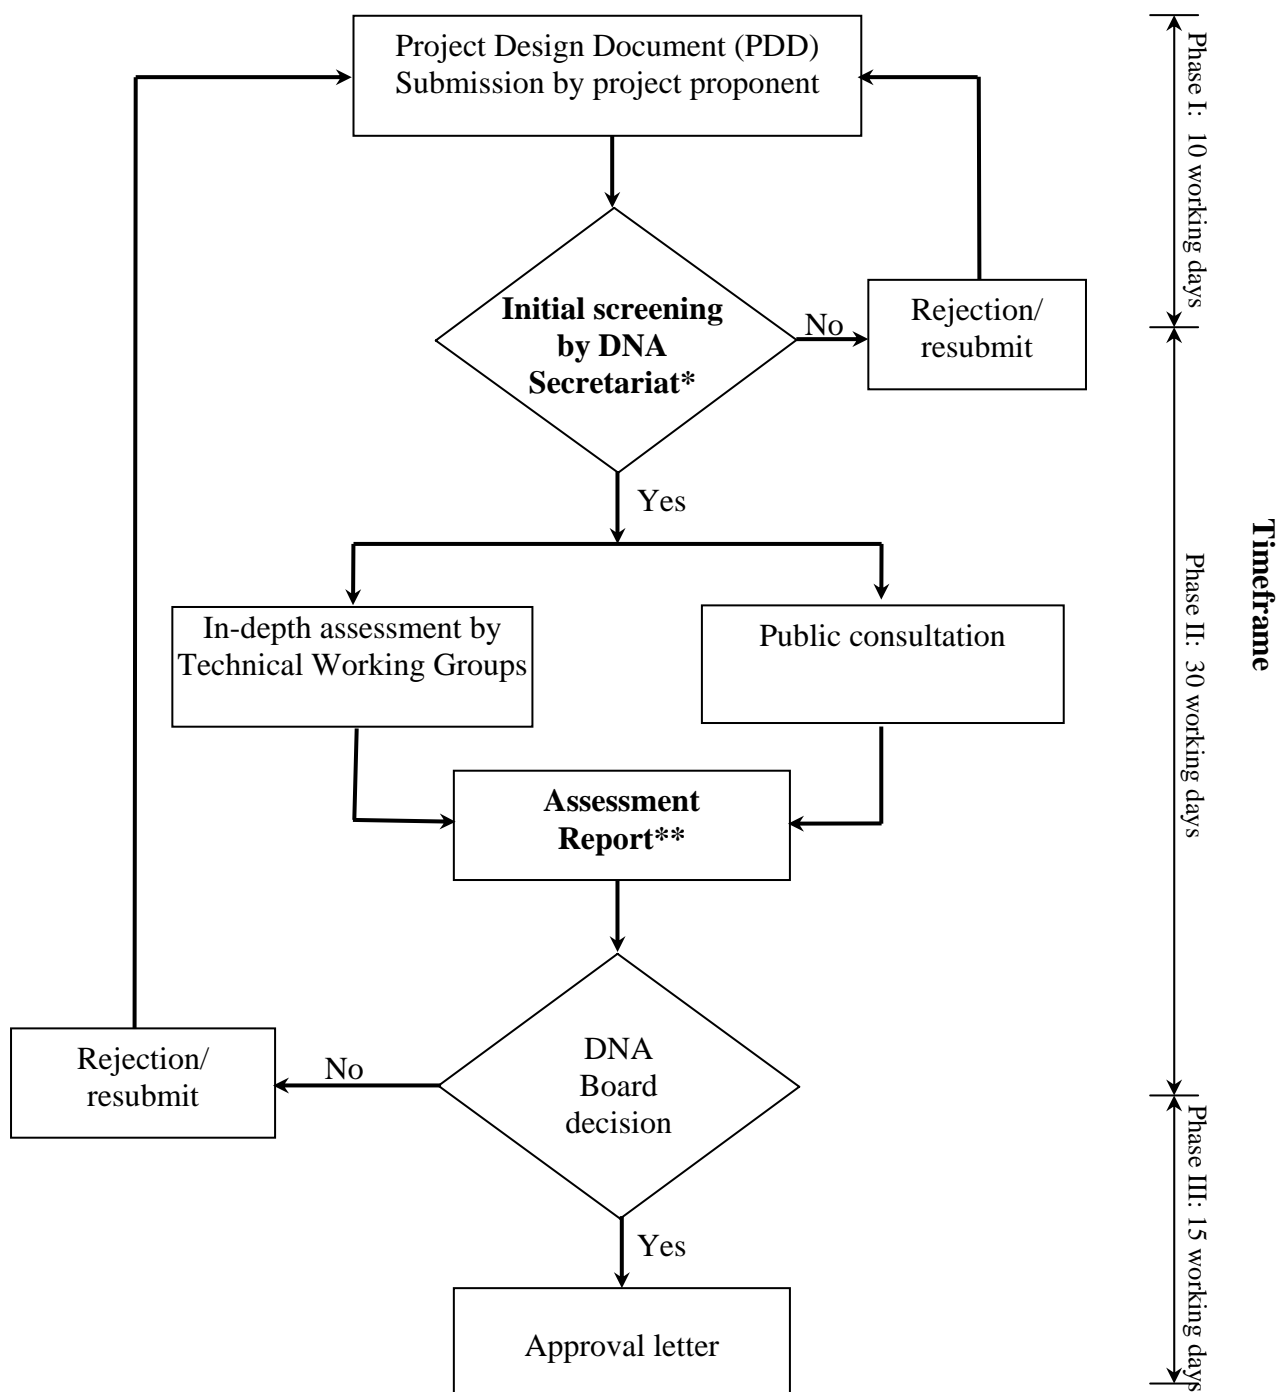 Project Design Document (PDD)
Submission by project proponent
Phase I: 10 working days
Initial screening
by DNA
Secretariat*
No
Rejection/
resubmit
Yes
Timeframe
In-depth assessment by
Technical Working Groups
Public consultation
Phase II: 30 working days
Assessment
Report**
DNA
Board
decision
No
Rejection/
resubmit
Phase III: 15 working days
Yes
Approval letter